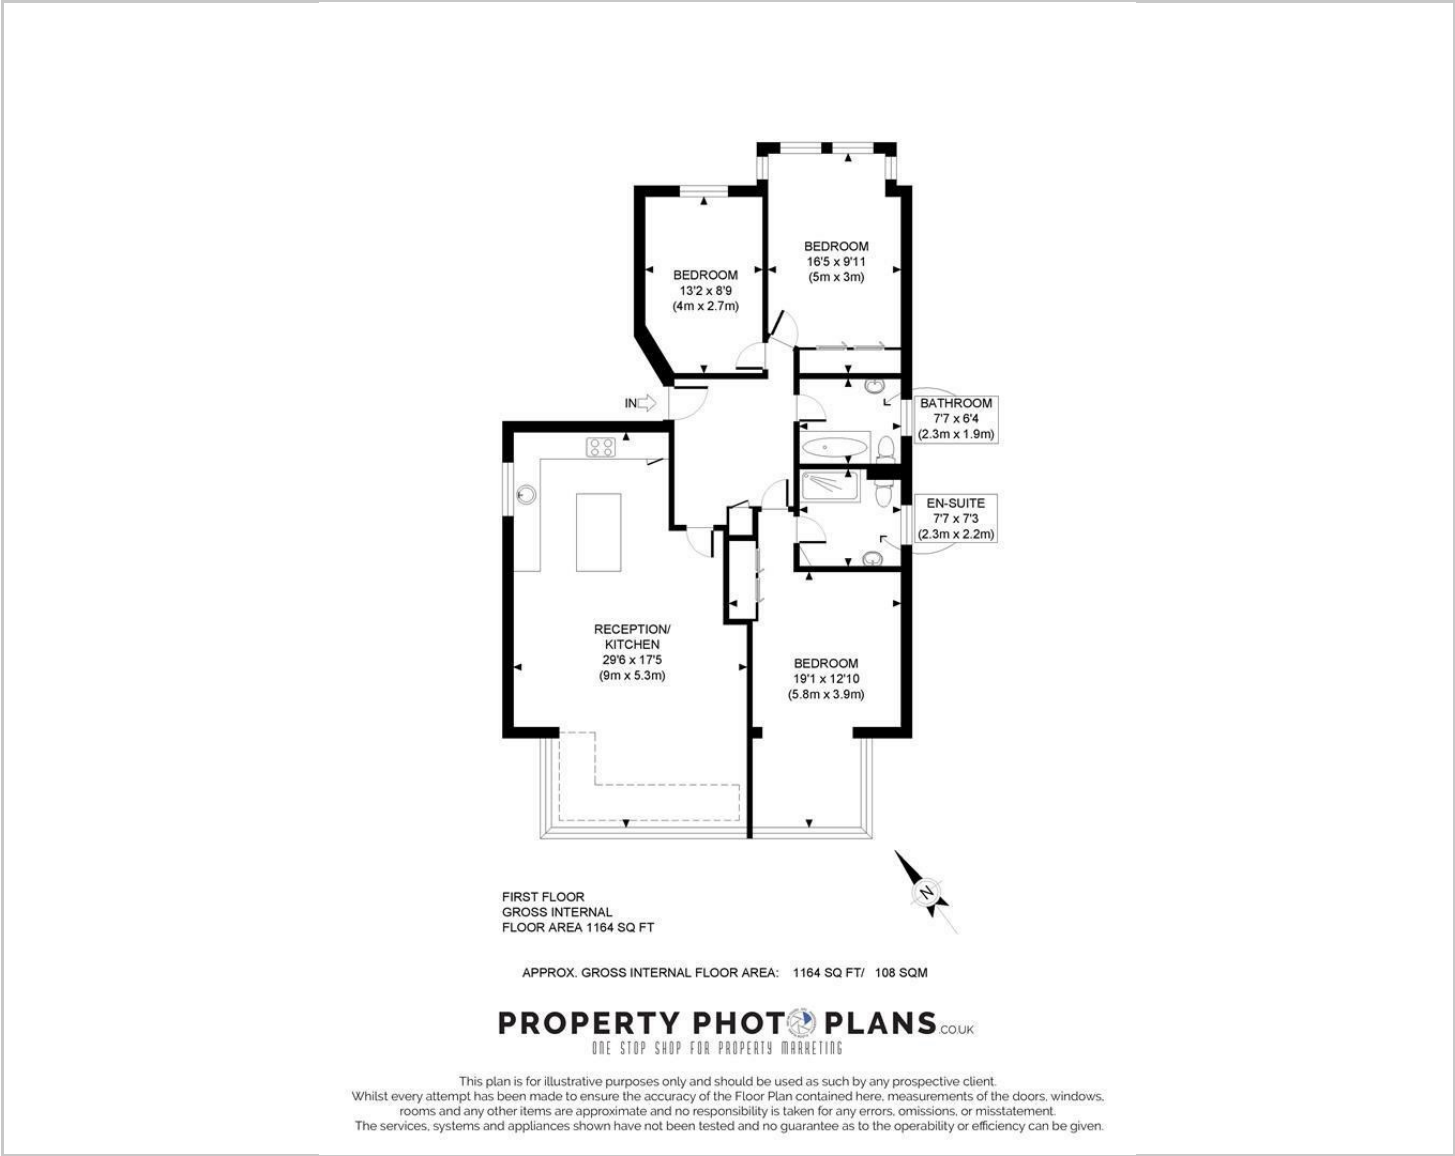 BEDROOM
16'5 x 9'11
(5m x 3m)
BEDROOM
13'2 x 8'9
(4m x 2.7m)
IN
BATHROOM
7'7 x 6'4
(2.3m x 1.9m)
EN-SUITE
7'7 x 7'3
(2.3m x 2.2m)
RECEPTION/
KITCHEN
29'6 x 17'5
(9m x 5.3m)
BEDROOM
19'1 x 12'10
(5.8m x 3.9m)
N
FIRST FLOOR
GROSS INTERNAL
FLOOR AREA 1164 SQ FT
APPROX. GROSS INTERNAL FLOOR AREA: 1164 SQ FT/ 108 SQM
PROPERTY PHOTO PLANS.CO.UK
ONE STOP SHOP FOR PROPERTY MARKETING
This plan is for illustrative purposes only and should be used as such by any prospective client.
Whilst every attempt has been made to ensure the accuracy of the Floor Plan contained here, measurements of the doors, windows,
rooms and any other items are approximate and no responsibility is taken for any errors, omissions, or misstatement.
The services, systems and appliances shown have not been tested and no guarantee as to the operability or efficiency can be given.